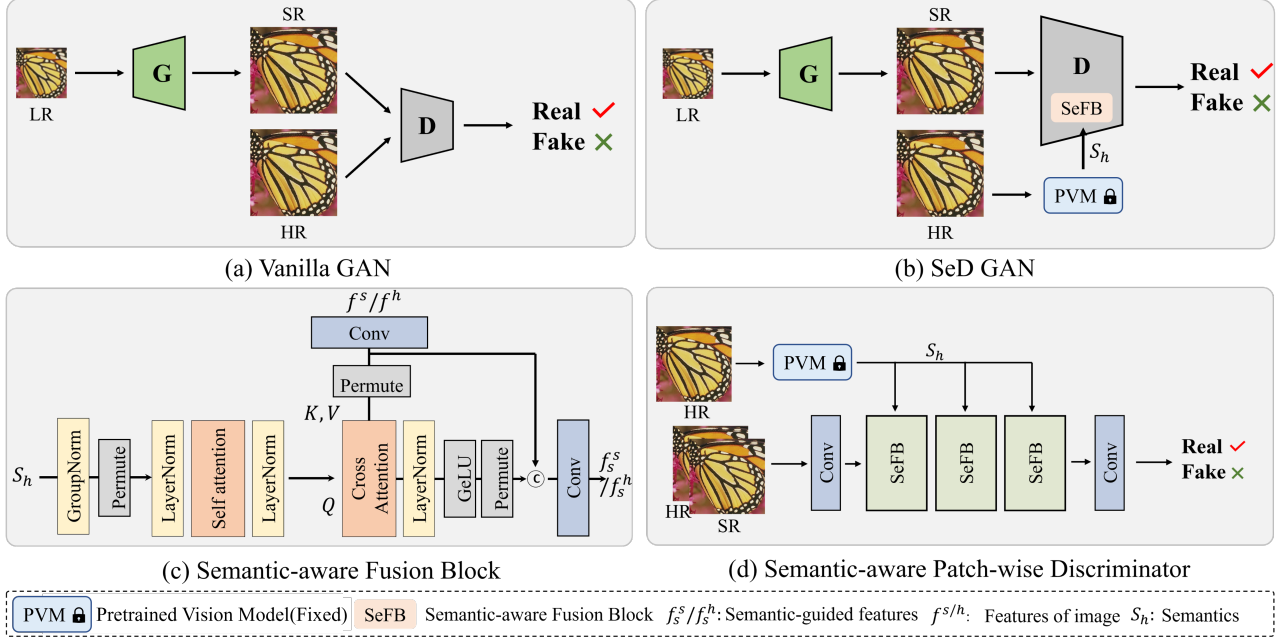 SR
LR
G
D
Real
Fake
HR
(a) Vanilla GAN
SR
LR
G
D
SeFB
Real
Fake
S_h
PVM
HR
(b) SeD GAN
f^s/f^h
Conv
Permute
K,V
S_h
GroupNorm
Permute
LayerNorm
Self attention
LayerNorm
Q
Cross
Attention
LayerNorm
GeLU
Permute
C
Conv
f_s^s
/f_s^h
(c) Semantic-aware Fusion Block
HR
PVM
S_h
HR
SR
Conv
SeFB
SeFB
SeFB
Conv
Real
Fake
(d) Semantic-aware Patch-wise Discriminator
PVM Pretrained Vision Model(Fixed) SeFB Semantic-aware Fusion Block f_s^s/f_s^h: Semantic-guided features f^{s/h}: Features of image S_h: Semantics